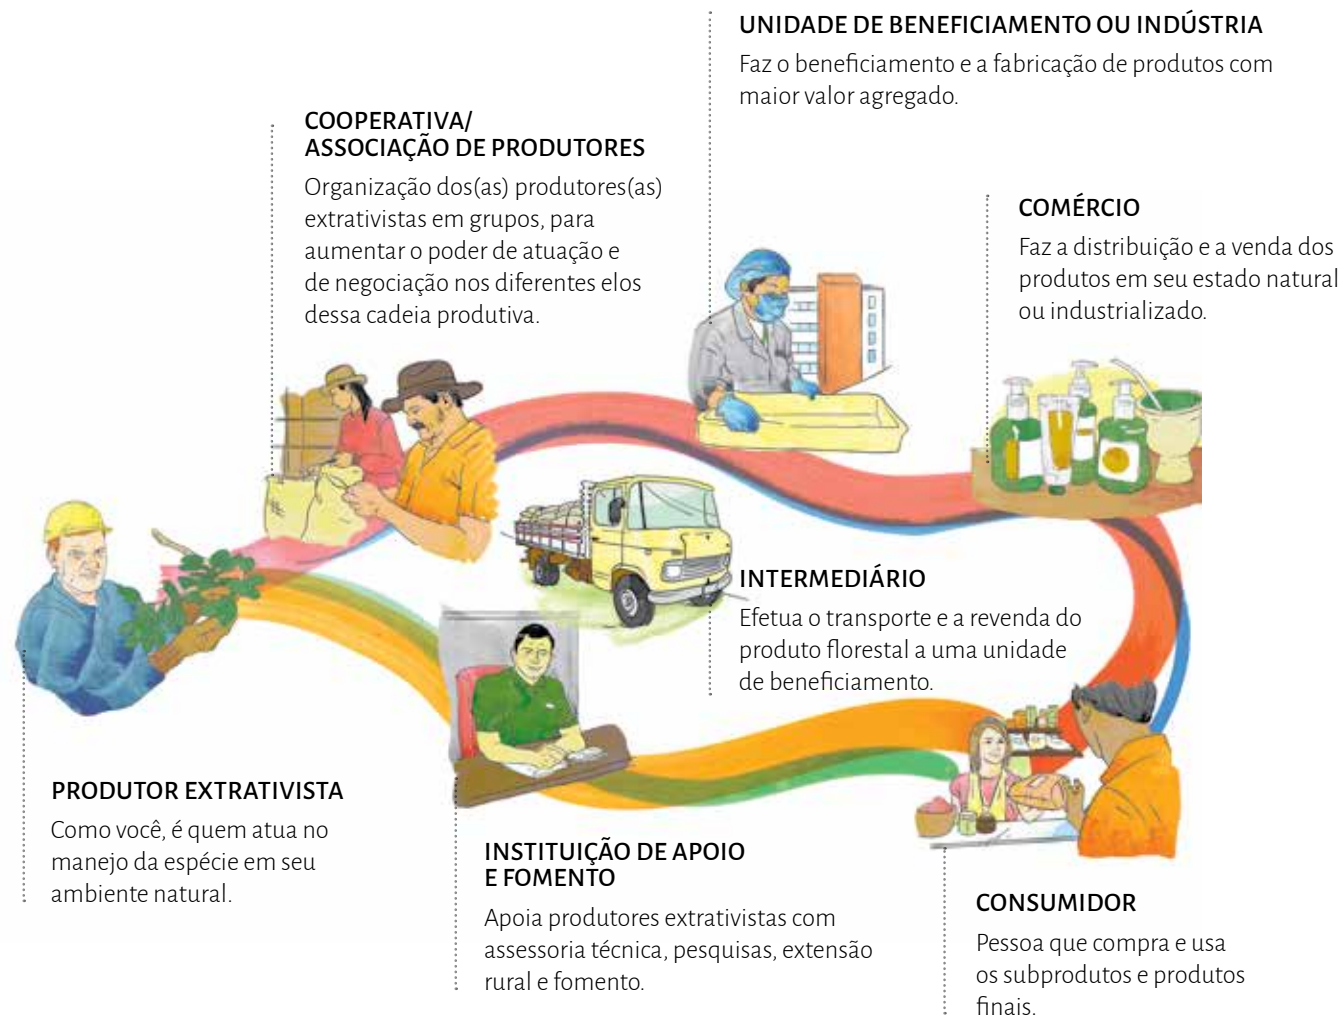 UNIDADE DE BENEFICIAMENTO OU INDÚSTRIA
Faz o beneficiamento e a fabricação de produtos com
maior valor agregado.
COOPERATIVA/
ASSOCIAÇÃO DE PRODUTORES
Organização dos(as) produtores(as)
extrativistas em grupos, para
aumentar o poder de atuação e
de negociação nos diferentes elos
dessa cadeia produtiva.
COMÉRCIO
Faz a distribuição e a venda dos
produtos em seu estado natural
ou industrializado.
INTERMEDIÁRIO
Efetua o transporte e a revenda do
produto florestal a uma unidade
de beneficiamento.
PRODUTOR EXTRATIVISTA
Como você, é quem atua no
manejo da espécie em seu
ambiente natural.
INSTITUIÇÃO DE APOIO
E FOMENTO
Apoia produtores extrativistas com
assessoria técnica, pesquisas, extensão
rural e fomento.
CONSUMIDOR
Pessoa que compra e usa
os subprodutos e produtos
finais.